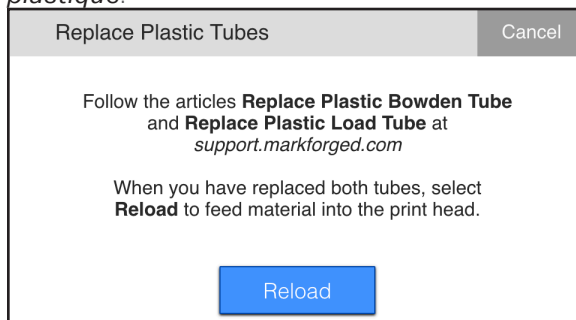 plastique.
Replace Plastic Tubes
Cancel
Follow the articles Replace Plastic Bowden Tube
and Replace Plastic Load Tube at
support.markforged.com
When you have replaced both tubes, select
Reload to feed material into the print head.
Reload